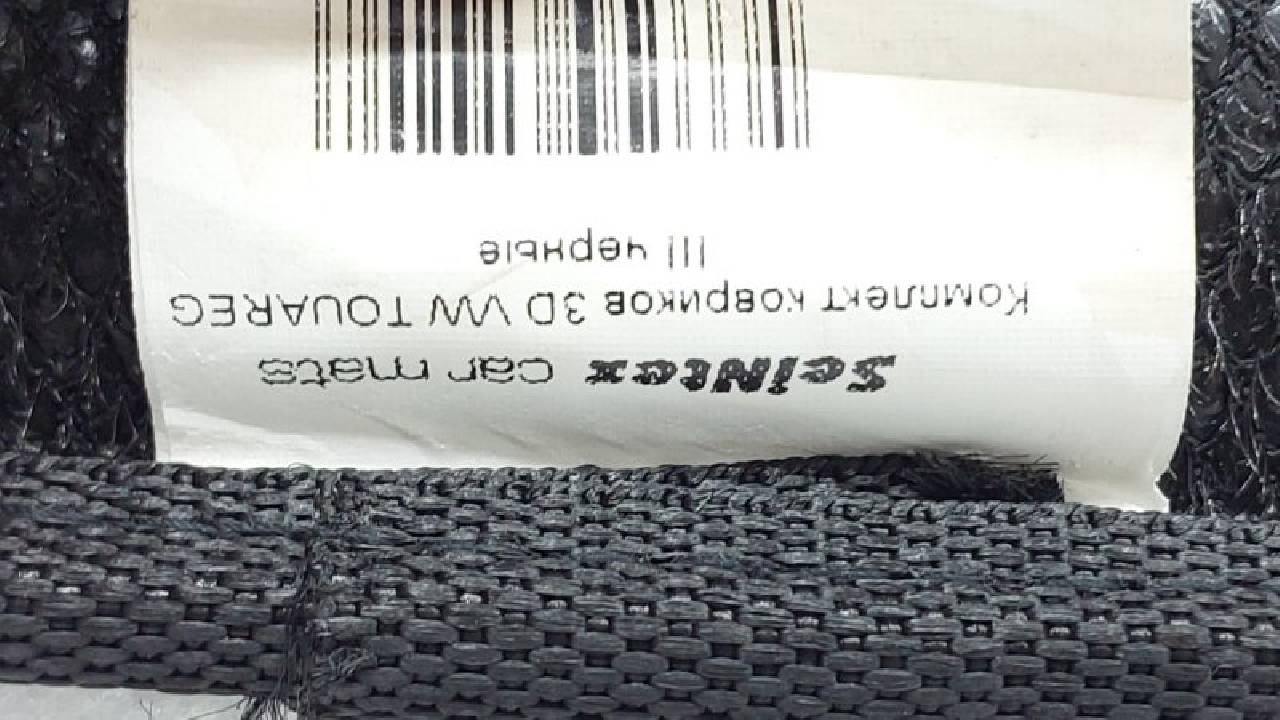 SeiNtex car mats
Комплект ковриков 3D VW TOUAREG
III черные